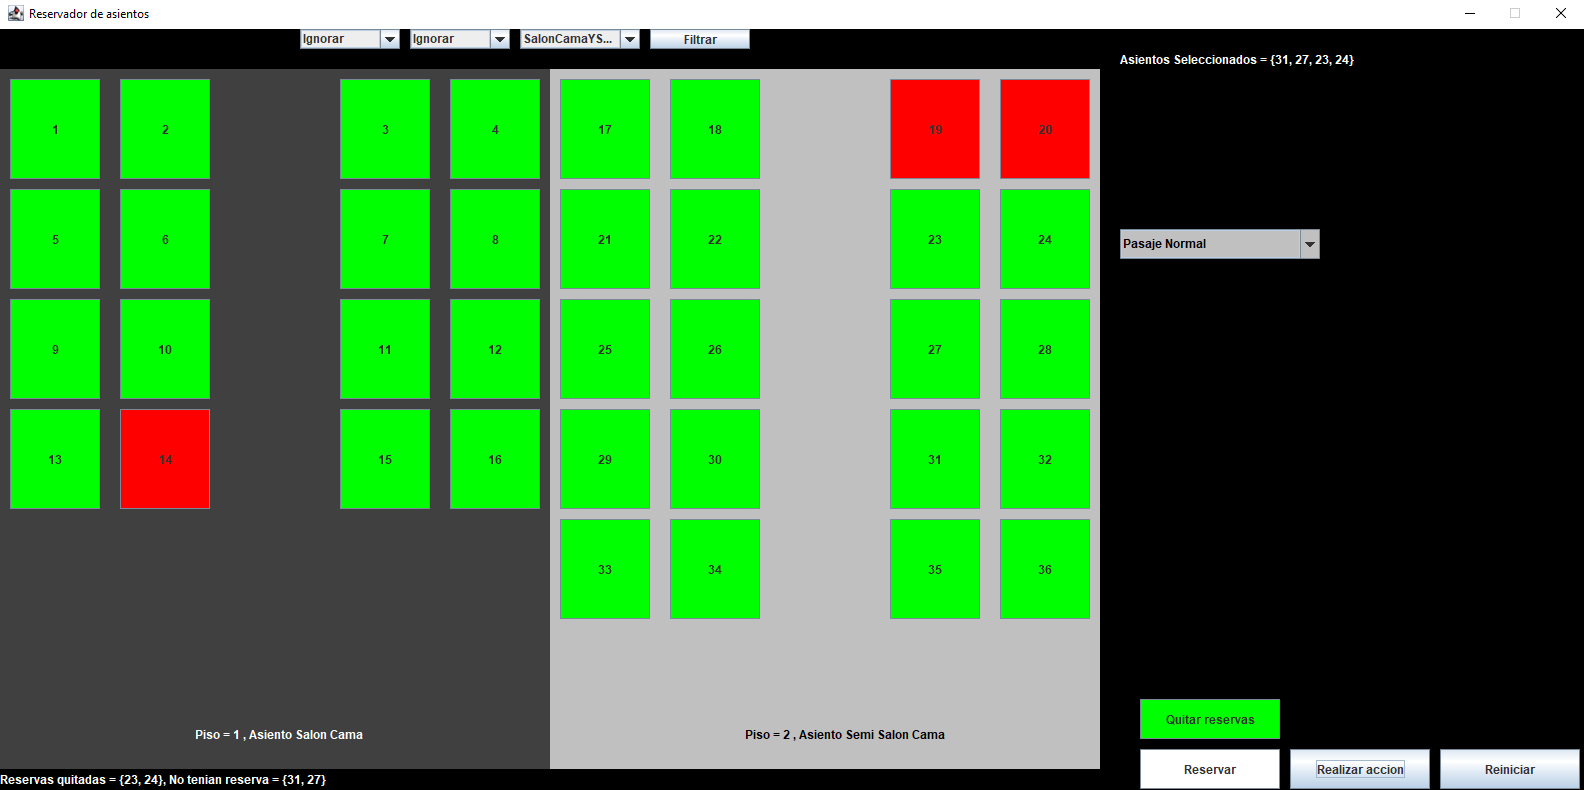 Reservador de asientos
Ignorar Ignorar SalonCamaYS... Filtrar
Asientos Seleccionados = {31, 27, 23, 24}
1 2 3 4 17 18 19 20
5 6 7 8 21 22 23 24
Pasaje Normal
9 10 11 12 25 26 27 28
13 14 15 16 29 30 31 32
33 34 35 36
Quitar reservas
Piso = 1 , Asiento Salon Cama
Piso = 2 , Asiento Semi Salon Cama
Reservar Realizar accion Reiniciar
Reservas quitadas = {23, 24}, No tenian reserva = {31, 27}